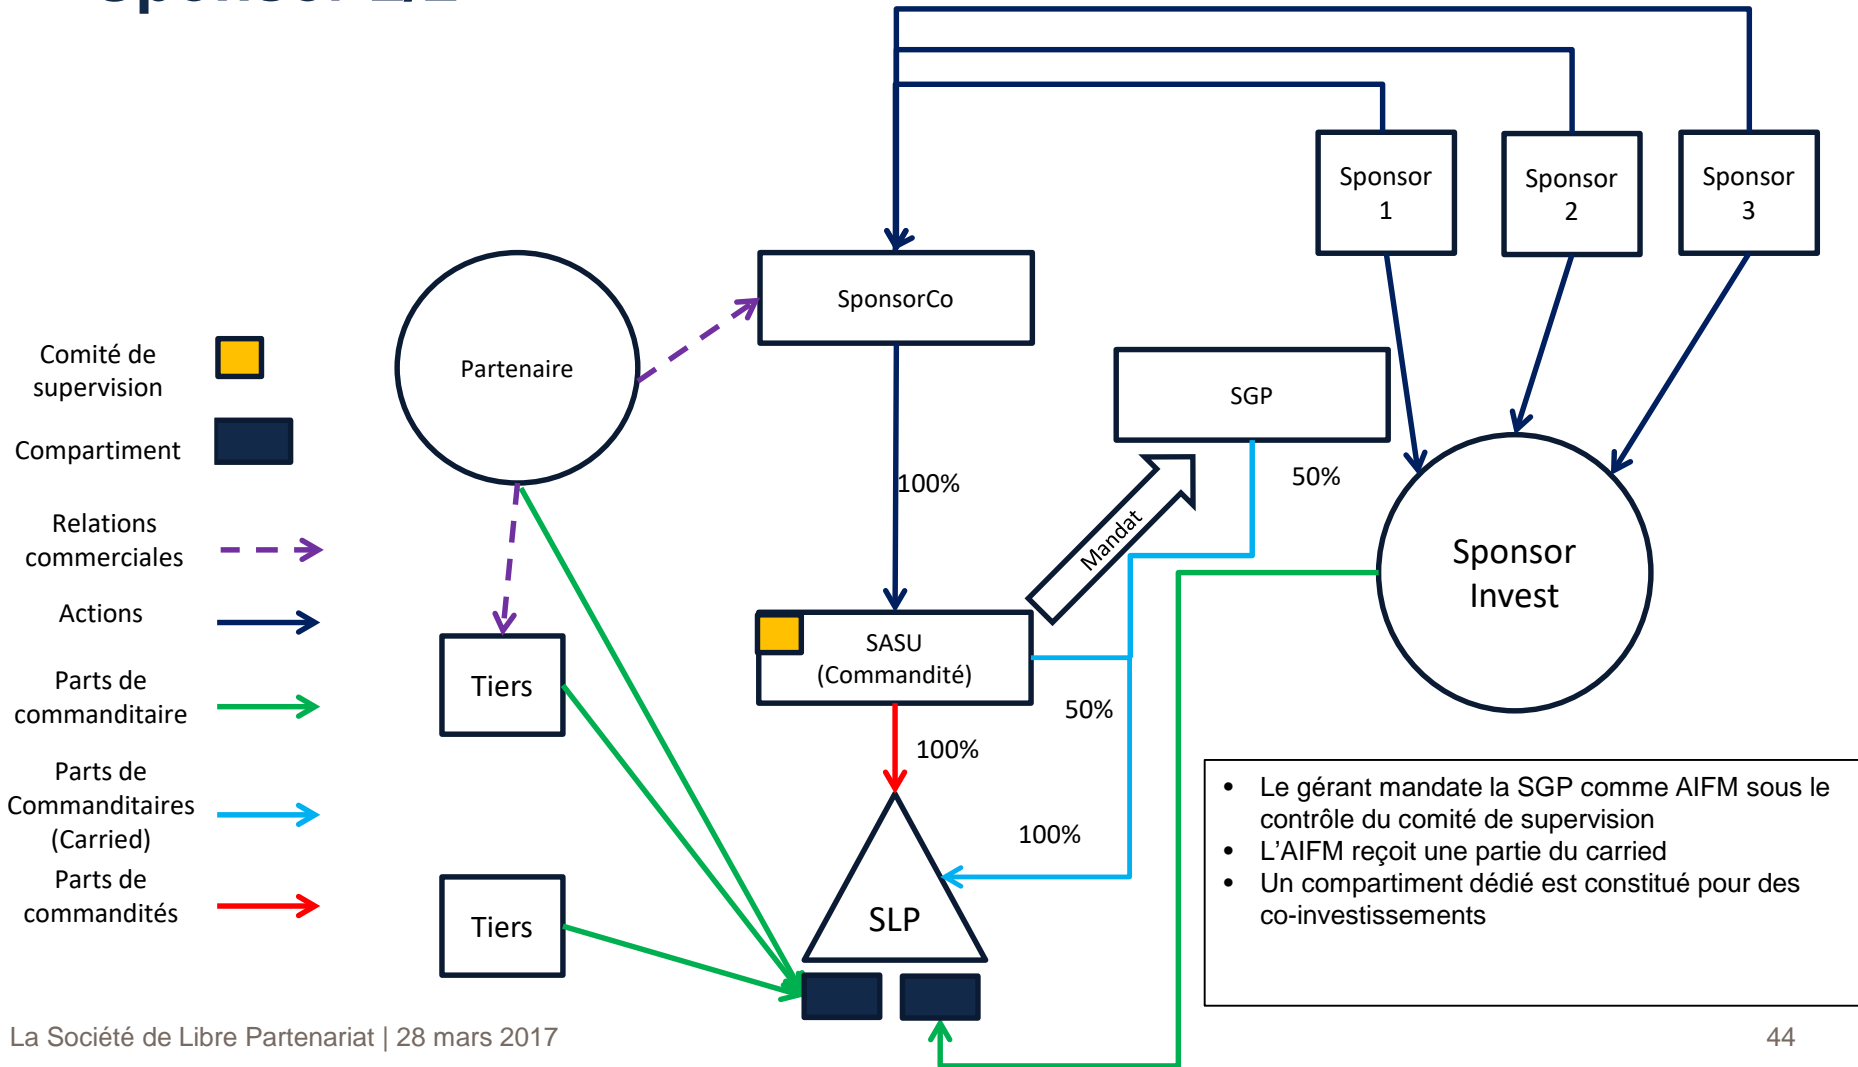 Sponsor
1
Sponsor
2
Sponsor
3
SponsorCo
Partenaire
Comité de
supervision
SGP
Compartiment
100%
50%
Mandat
Relations
commerciales
Sponsor
Invest
Actions
SASU
(Commandité)
Tiers
Parts de
commanditaire
50%
100%
Parts de
Commanditaires
(Carried)
100%
• Le gérant mandate la SGP comme AIFM sous le
contrôle du comité de supervision
• L’AIFM reçoit une partie du carried
• Un compartiment dédié est constitué pour des
co-investissements
Parts de
commandités
Tiers
SLP
La Société de Libre Partenariat | 28 mars 2017
44